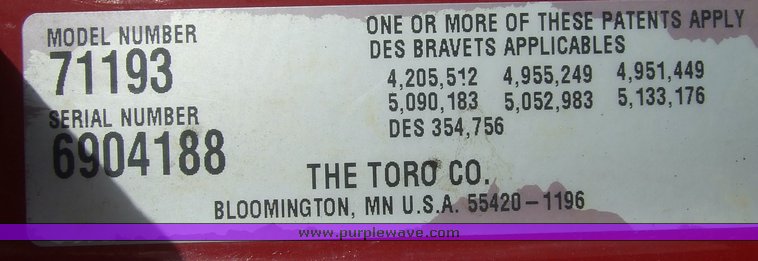 MODEL NUMBER
71193
SERIAL NUMBER
6904188
ONE OR MORE OF THESE PATENTS APPLY
DES BRAVETS APPLICABLES
4,205,512 4,955,249 4,951,449
5,090,183 5,052,983 5,133,176
DES 354,756
THE TORO CO.
BLOOMINGTON, MN U.S.A. 55420-1196
www.purplewave.com